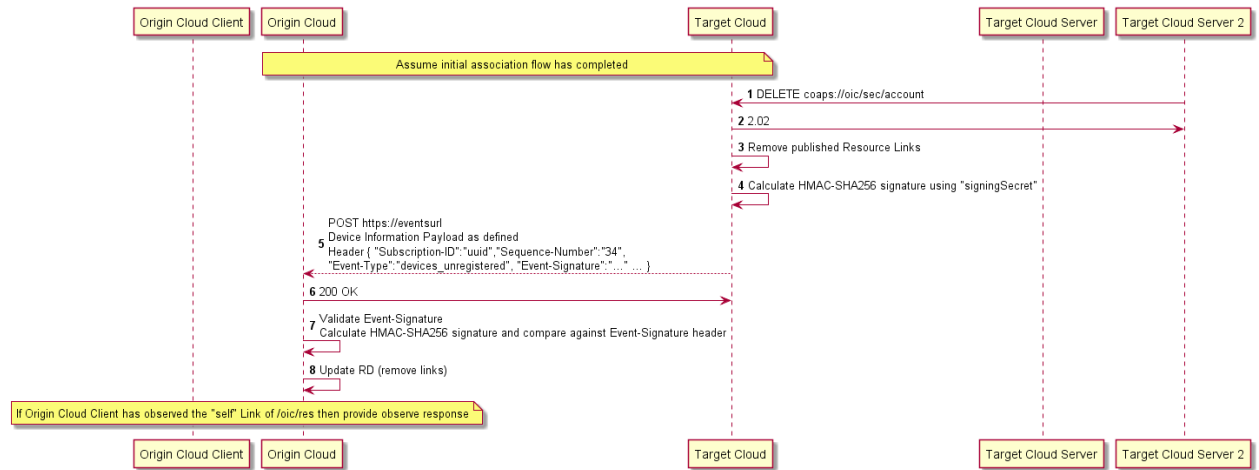 Origin Cloud Client
Origin Cloud
Target Cloud
Target Cloud Server
Target Cloud Server 2
Assume initial association flow has completed
1 DELETE coaps://oic/sec/account
2 2.02
3 Remove published Resource Links
4 Calculate HMAC-SHA256 signature using "signingSecret"
POST https://eventsurl
Device Information Payload as defined
5 Header { "Subscription-ID":"uuid","Sequence-Number":"34",
"Event-Type":"devices_unregistered", "Event-Signature":"..." ... }
6 200 OK
Validate Event-Signature
7 Calculate HMAC-SHA256 signature and compare against Event-Signature header
8 Update RD (remove links)
If Origin Cloud Client has observed the "self" Link of /oic/res then provide observe response
Origin Cloud Client
Origin Cloud
Target Cloud
Target Cloud Server
Target Cloud Server 2